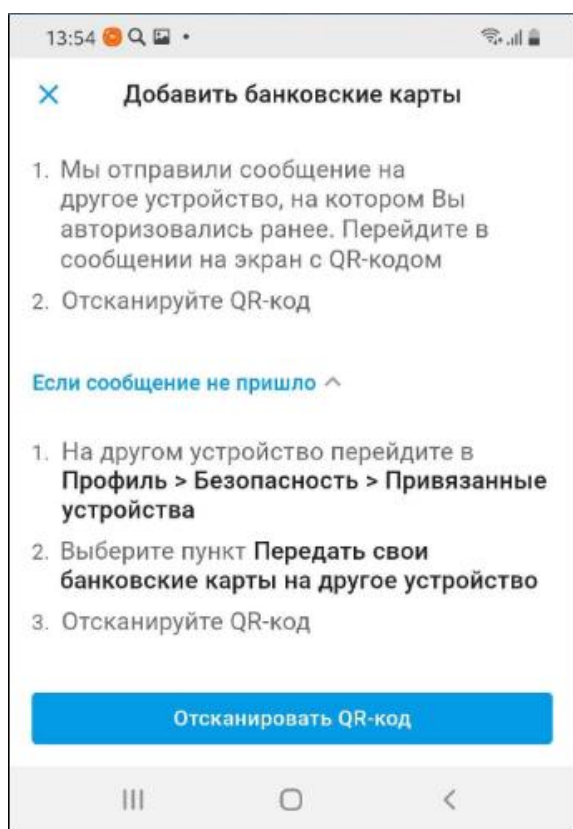 13:54
Добавить банковские карты
1. Мы отправили сообщение на
другое устройство, на котором Вы
авторизовались ранее. Перейдите в
сообщении на экран с QR-кодом
2. Отсканируйте QR-код
Если сообщение не пришло
1. На другом устройство перейдите в
Профиль > Безопасность > Привязанные
устройства
2. Выберите пункт Передать свои
банковские карты на другое устройство
3. Отсканируйте QR-код
Отсканировать QR-код